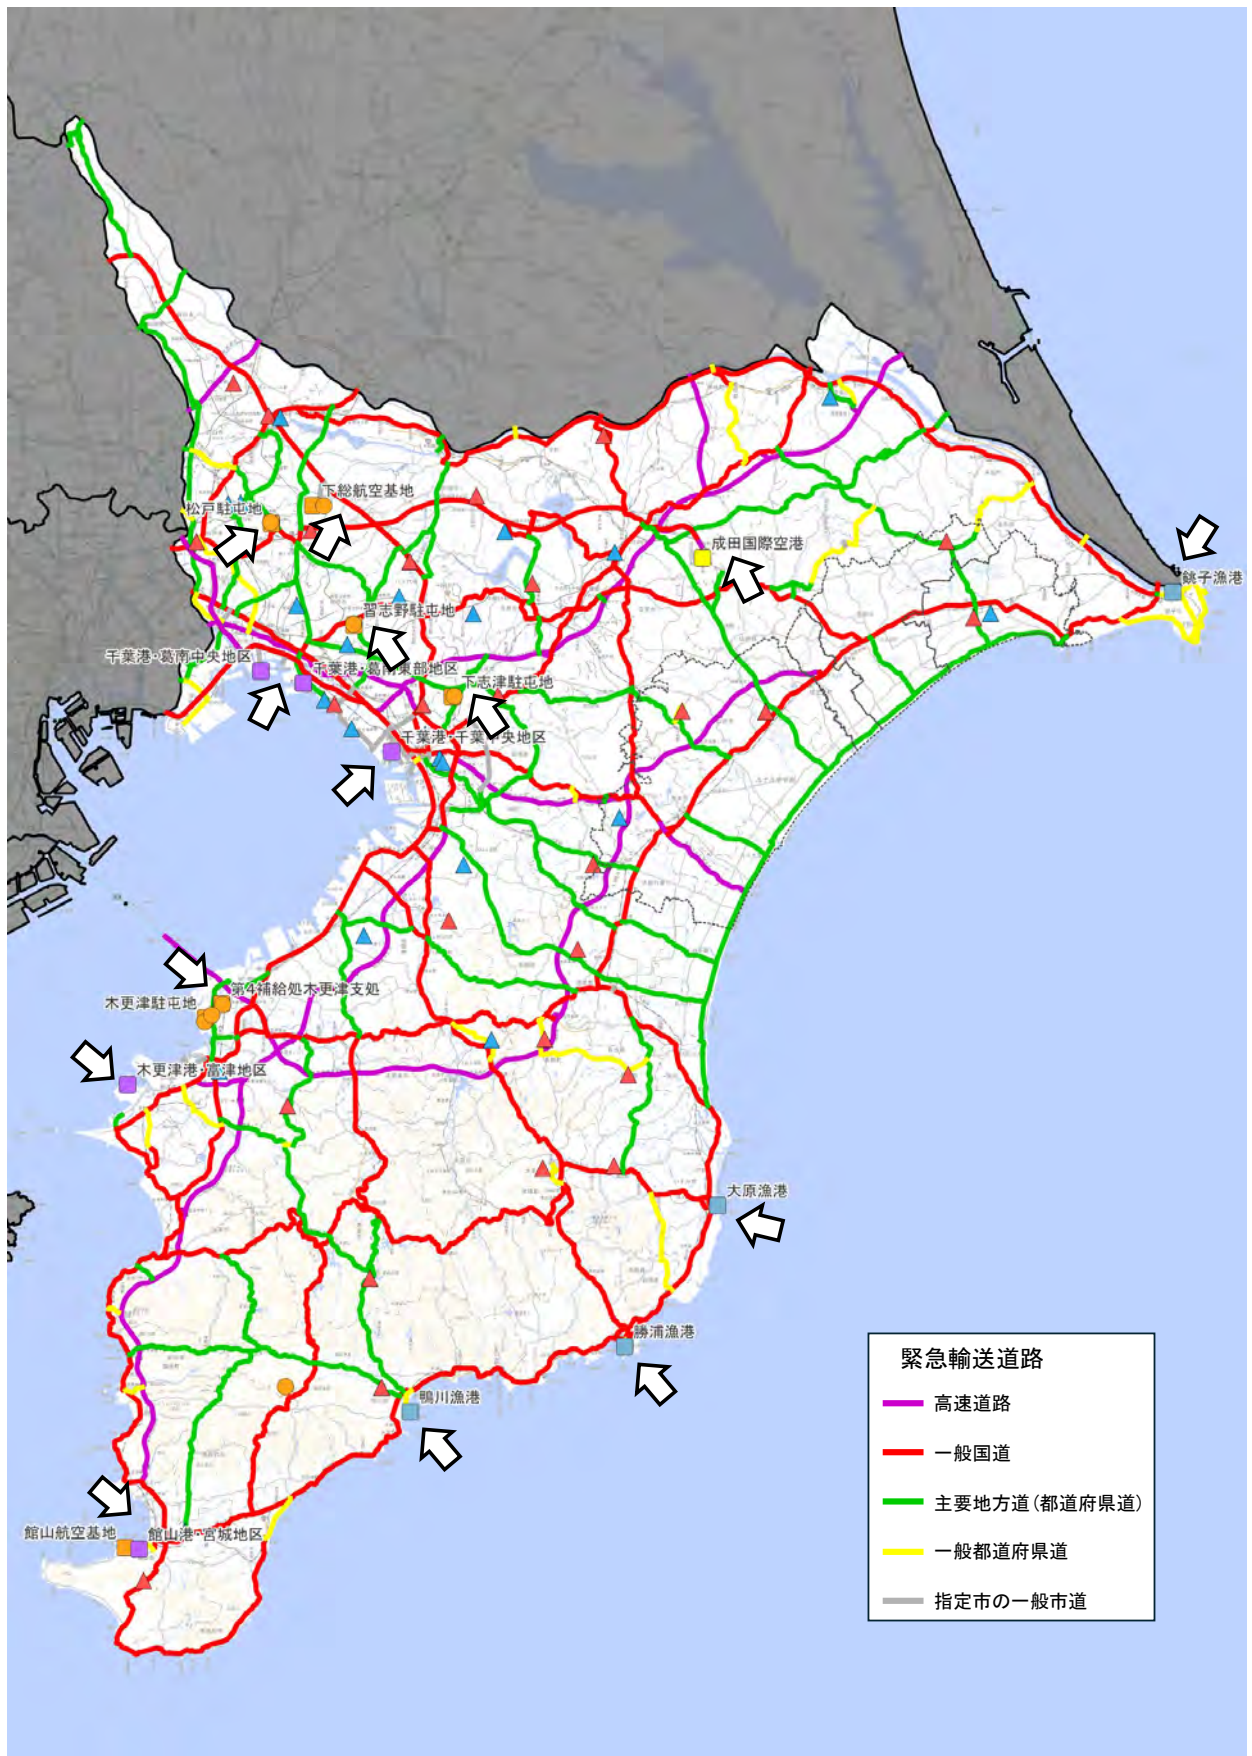 下総航空基地
松戸駐屯地
成田国際空港
銚子漁港
習志野駐屯地
千葉港・葛南中央地区
千葉港・葛南東部地区
下志津駐屯地
千葉港・千葉中央地区
第4補給処木更津支処
木更津駐屯地
木更津港・富津地区
大原漁港
勝浦漁港
鴨川漁港
館山航空基地
館山港・宮城地区
緊急輸送道路
高速道路
一般国道
主要地方道(都道府県道)
一般都道府県道
指定市の一般市道